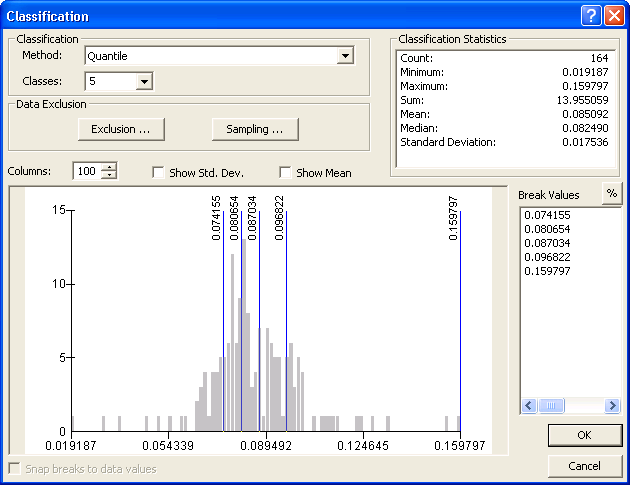 Classification
Classification
Method: Quantile
Classes: 5
Data Exclusion
Exclusion ...
Sampling ...
Classification Statistics
Count: 164
Minimum: 0.019187
Maximum: 0.159797
Sum: 13.955059
Mean: 0.085092
Median: 0.082490
Standard Deviation: 0.017536
Columns: 100
Show Std. Dev.
Show Mean
Break Values
%
0.074155
0.080654
0.087034
0.096822
0.159797
0.074155
0.080654
0.087034
0.096822
0.159797
15
10
5
0
0.019187 0.054339 0.089492 0.124645 0.159797
Snap breaks to data values
OK
Cancel